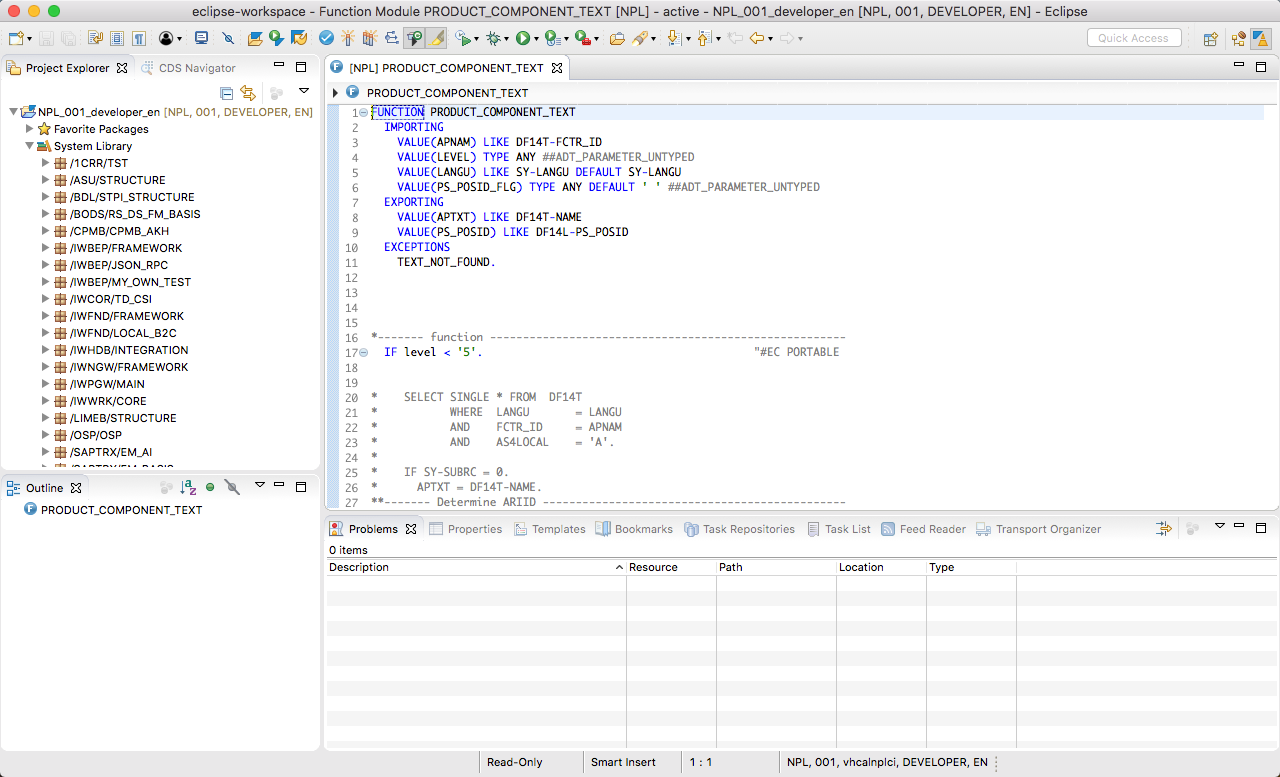 eclipse-workspace - Function Module PRODUCT_COMPONENT_TEXT [NPL] - active - NPL_001_developer_en [NPL, 001, DEVELOPER, EN] - Eclipse
Quick Access
Project Explorer
CDS Navigator
NPL_001_developer_en [NPL, 001, DEVELOPER, EN]
Favorite Packages
System Library
/1CRR/TST
/ASU/STRUCTURE
/BDL/STPI_STRUCTURE
/BODS/RS_DS_FM_BASIS
/CPMB/CPMB_AKH
/IWBEP/FRAMEWORK
/IWBEP/JSON_RPC
/IWBEP/MY_OWN_TEST
/IWCOR/TD_CSI
/IWFND/FRAMEWORK
/IWFND/LOCAL_B2C
/IWHDB/INTEGRATION
/IWNGW/FRAMEWORK
/IWPGW/MAIN
/IWWRK/CORE
/LIMEB/STRUCTURE
/OSP/OSP
/SAPTRX/EM_AI
/SAPTRX/EM_BASIS
Outline
PRODUCT_COMPONENT_TEXT
[NPL] PRODUCT_COMPONENT_TEXT
PRODUCT_COMPONENT_TEXT
1 FUNCTION PRODUCT_COMPONENT_TEXT
2 IMPORTING
3 VALUE(APNAM) LIKE DF14T-FCTR_ID
4 VALUE(LEVEL) TYPE ANY ##ADT_PARAMETER_UNTYPED
5 VALUE(LANGU) LIKE SY-LANGU DEFAULT SY-LANGU
6 VALUE(PS_POSID_FLG) TYPE ANY DEFAULT ' ' ##ADT_PARAMETER_UNTYPED
7 EXPORTING
8 VALUE(APTXT) LIKE DF14T-NAME
9 VALUE(PS_POSID) LIKE DF14L-PS_POSID
10 EXCEPTIONS
11 TEXT_NOT_FOUND.
12
13
14
15
16 *------- function ------------------------------------------------------
17 IF level < '5'. "#EC PORTABLE
18
19
20 * SELECT SINGLE * FROM DF14T
21 * WHERE LANGU = LANGU
22 * AND FCTR_ID = APNAM
23 * AND AS4LOCAL = 'A'.
24 *
25 * IF SY-SUBRC = 0.
26 * APTXT = DF14T-NAME.
27 **------- Determine ARIID ----------------------------------------------
Problems
Properties
Templates
Bookmarks
Task Repositories
Task List
Feed Reader
Transport Organizer
0 items
Description Resource Path Location Type
Read-Only Smart Insert 1 : 1 NPL, 001, vhcalnplci, DEVELOPER, EN